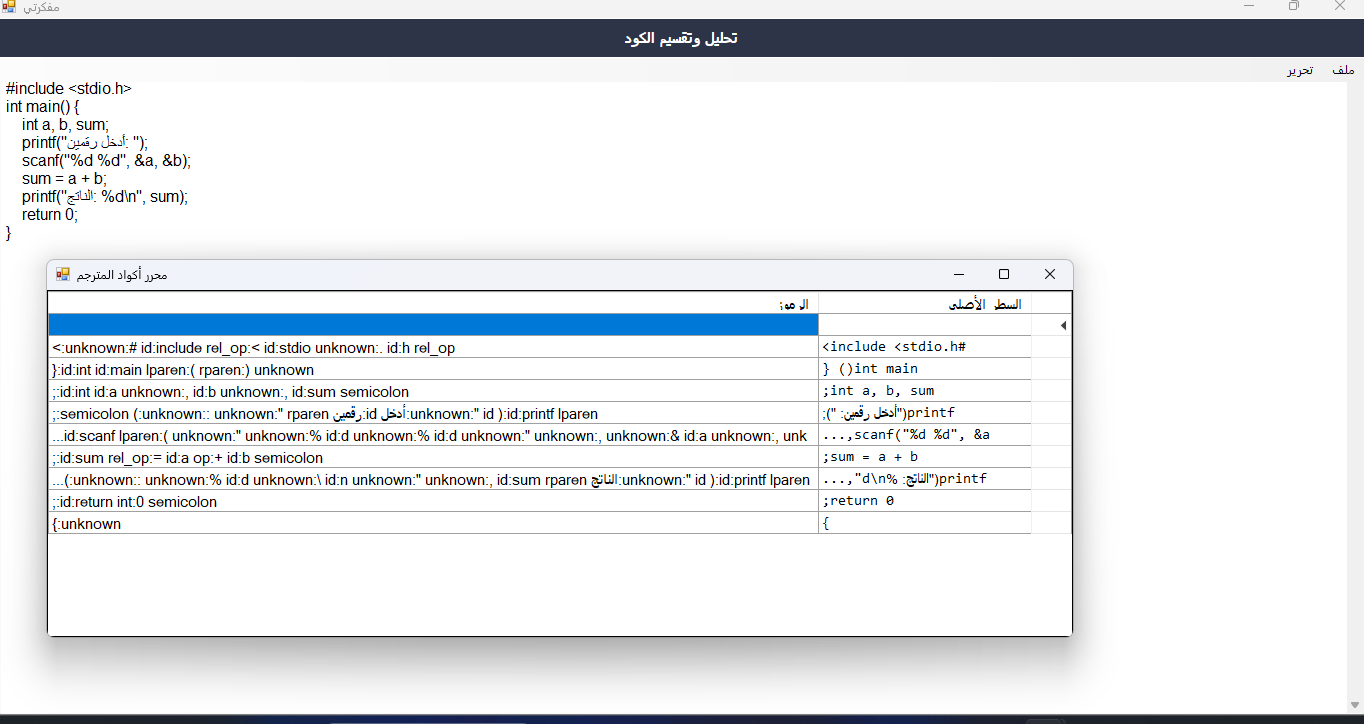 مفكرتي
تحليل وتقسيم الكود
ملف تحرير
#include <stdio.h>
int main() {
int a, b, sum;
printf("أدخل رقمين: ");
scanf("%d %d", &a, &b);
sum = a + b;
printf("الناتج: %d\n", sum);
return 0;
}
محرر أكواد المترجم
السطر الأصلي الرموز
<include <stdio.h# <:unknown:# id:include rel_op:< id:stdio unknown:. id:h rel_op
} ()int main }:id:int id:main lparen:( rparen:) unknown
;int a, b, sum ;:id:int id:a unknown:, id:b unknown:, id:sum semicolon
;(" :أدخل رقمين")printf ;:semicolon (:unknown:: unknown:" rparen رقمين:id أدخل:unknown:" id ):id:printf lparen
...,scanf("%d %d", &a ...id:scanf lparen:( unknown:" unknown:% id:d unknown:% id:d unknown:" unknown:, unknown:& id:a unknown:, unk
;sum = a + b ;:id:sum rel_op:= id:a op:+ id:b semicolon
...,"d\n% :الناتج")printf ...(:unknown:: unknown:% id:d unknown:\ id:n unknown:" unknown:, id:sum rparen الناتج:unknown:" id ):id:printf lparen
;return 0 ;:id:return int:0 semicolon
{ {:unknown